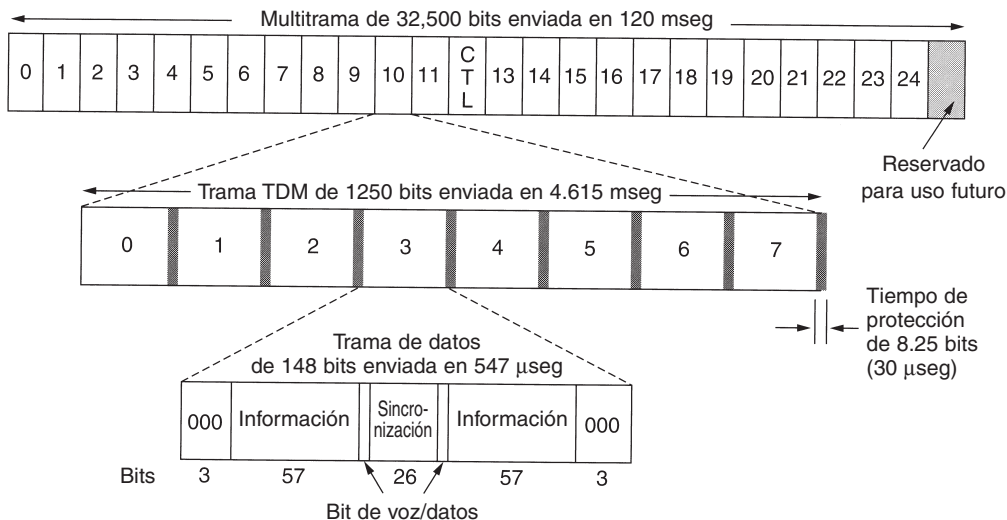 Multitrama de 32,500 bits enviada en 120 mseg
0 1 2 3 4 5 6 7 8 9 10 11 CTL 13 14 15 16 17 18 19 20 21 22 23 24
Reservado
para uso futuro
Trama TDM de 1250 bits enviada en 4.615 mseg
0 1 2 3 4 5 6 7
Tiempo de
protección
de 8.25 bits
(30 μseg)
Trama de datos
de 148 bits enviada en 547 μseg
000 Información Sincro-
nización Información 000
Bits 3 57 26 57 3
Bit de voz/datos